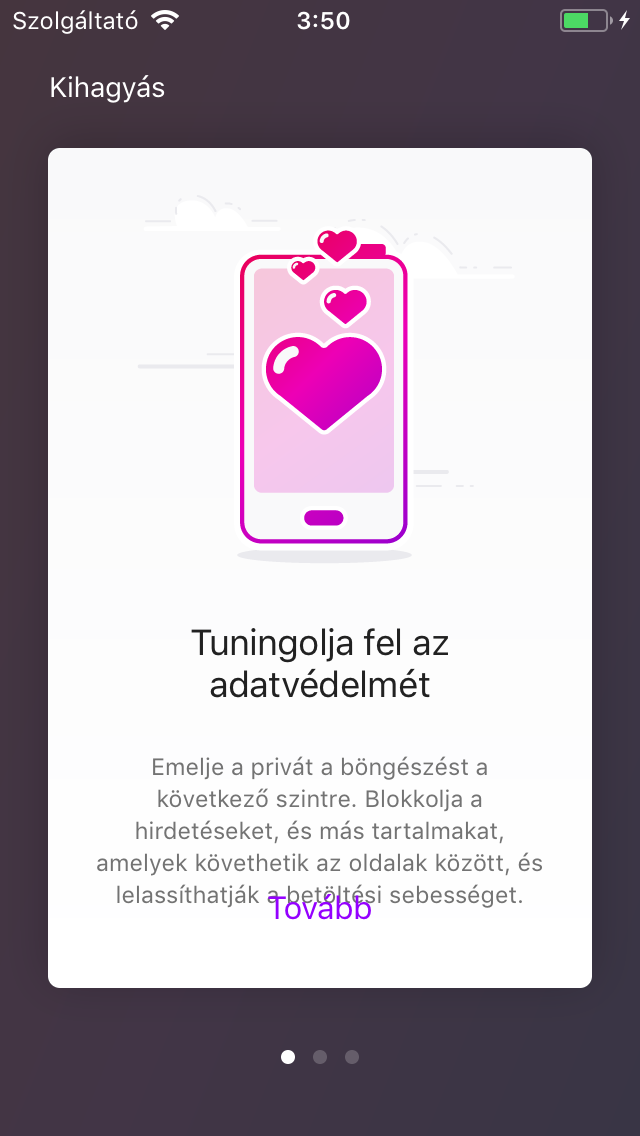 Szolgáltató 3:50
Kihagyás
Tuningolja fel az
adatvédelmét
Emelje a privát a böngészést a
következő szintre. Blokkolja a
hirdetéseket, és más tartalmakat,
amelyek követhetik az oldalak között, és
lelassíthatják a betöltési sebességet.
Tovább